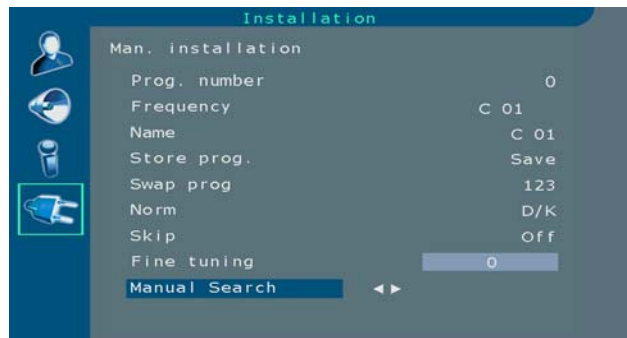 Installation
Man. installation
Prog. number 0
Frequency C 01
Name C 01
Store prog. Save
Swap prog 123
Norm D/K
Skip Off
Fine tuning 0
Manual Search